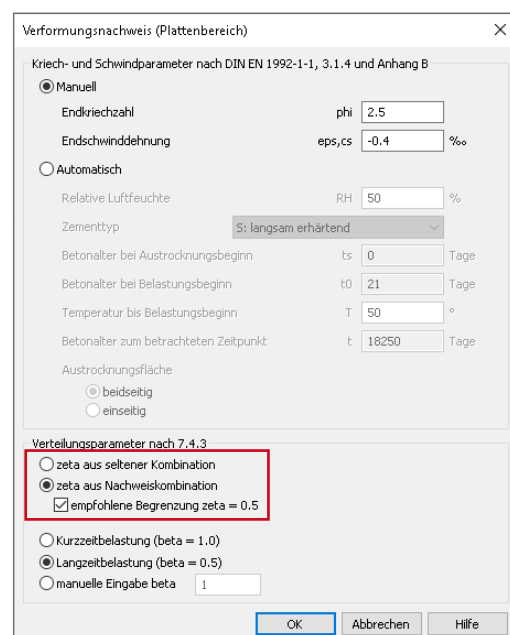 Verformungsnachweis (Plattenbereich)
Kriech- und Schwindparameter nach DIN EN 1992-1-1, 3.1.4 und Anhang B
Manuell
Endkriechzahl phi 2.5
Endschwinddehnung eps,cs -0.4 ‰
Automatisch
Relative Luftfeuchte RH 50 %
Zementtyp S: langsam erhärtend
Betonalter bei Austrocknungsbeginn ts 0 Tage
Betonalter bei Belastungsbeginn t0 21 Tage
Temperatur bis Belastungsbeginn T 50 °
Betonalter zum betrachteten Zeitpunkt t 18250 Tage
Austrocknungsfläche
beidseitig
einseitig
Verteilungsparameter nach 7.4.3
zeta aus seltener Kombination
zeta aus Nachweiskombination
empfohlene Begrenzung zeta = 0.5
Kurzzeitbelastung (beta = 1.0)
Langzeitbelastung (beta = 0.5)
manuelle Eingabe beta 1
OK Abbrechen Hilfe